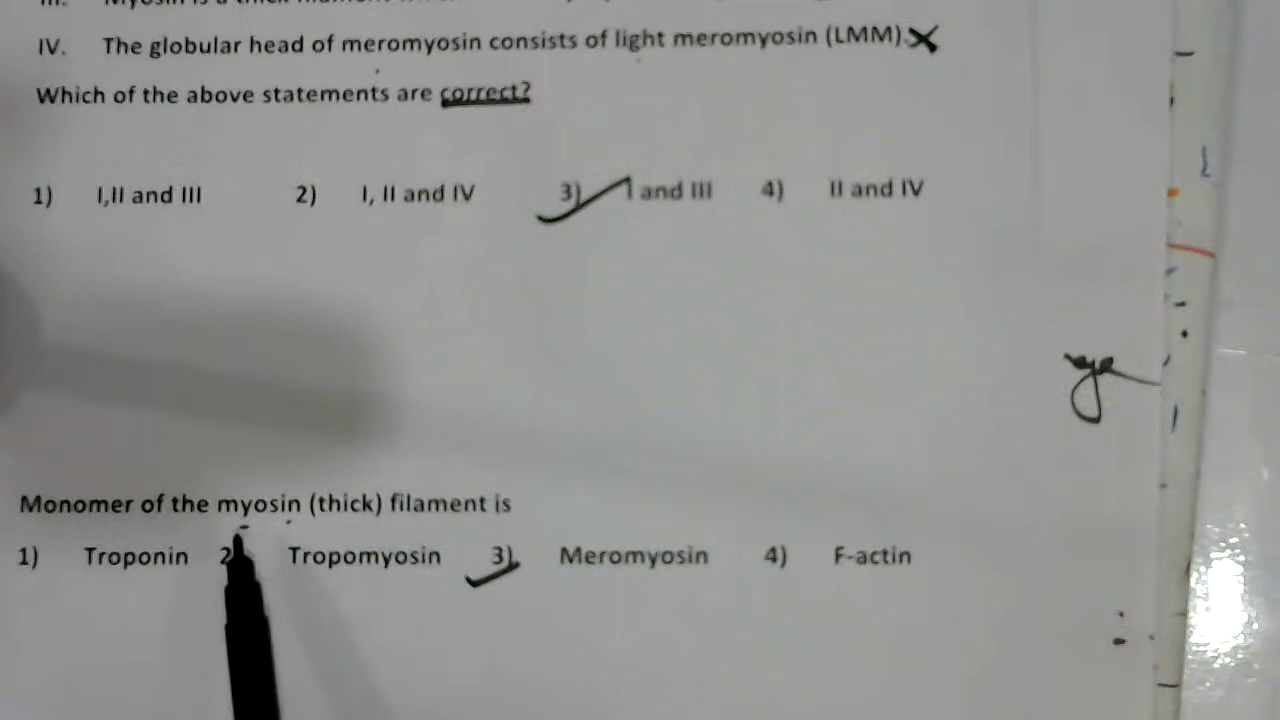 IV. The globular head of meromyosin consists of light meromyosin (LMM).
Which of the above statements are correct?
1) I,II and III 2) I, II and IV 3) I and III 4) II and IV
Monomer of the myosin (thick) filament is
1) Troponin 2) Tropomyosin 3) Meromyosin 4) F-actin